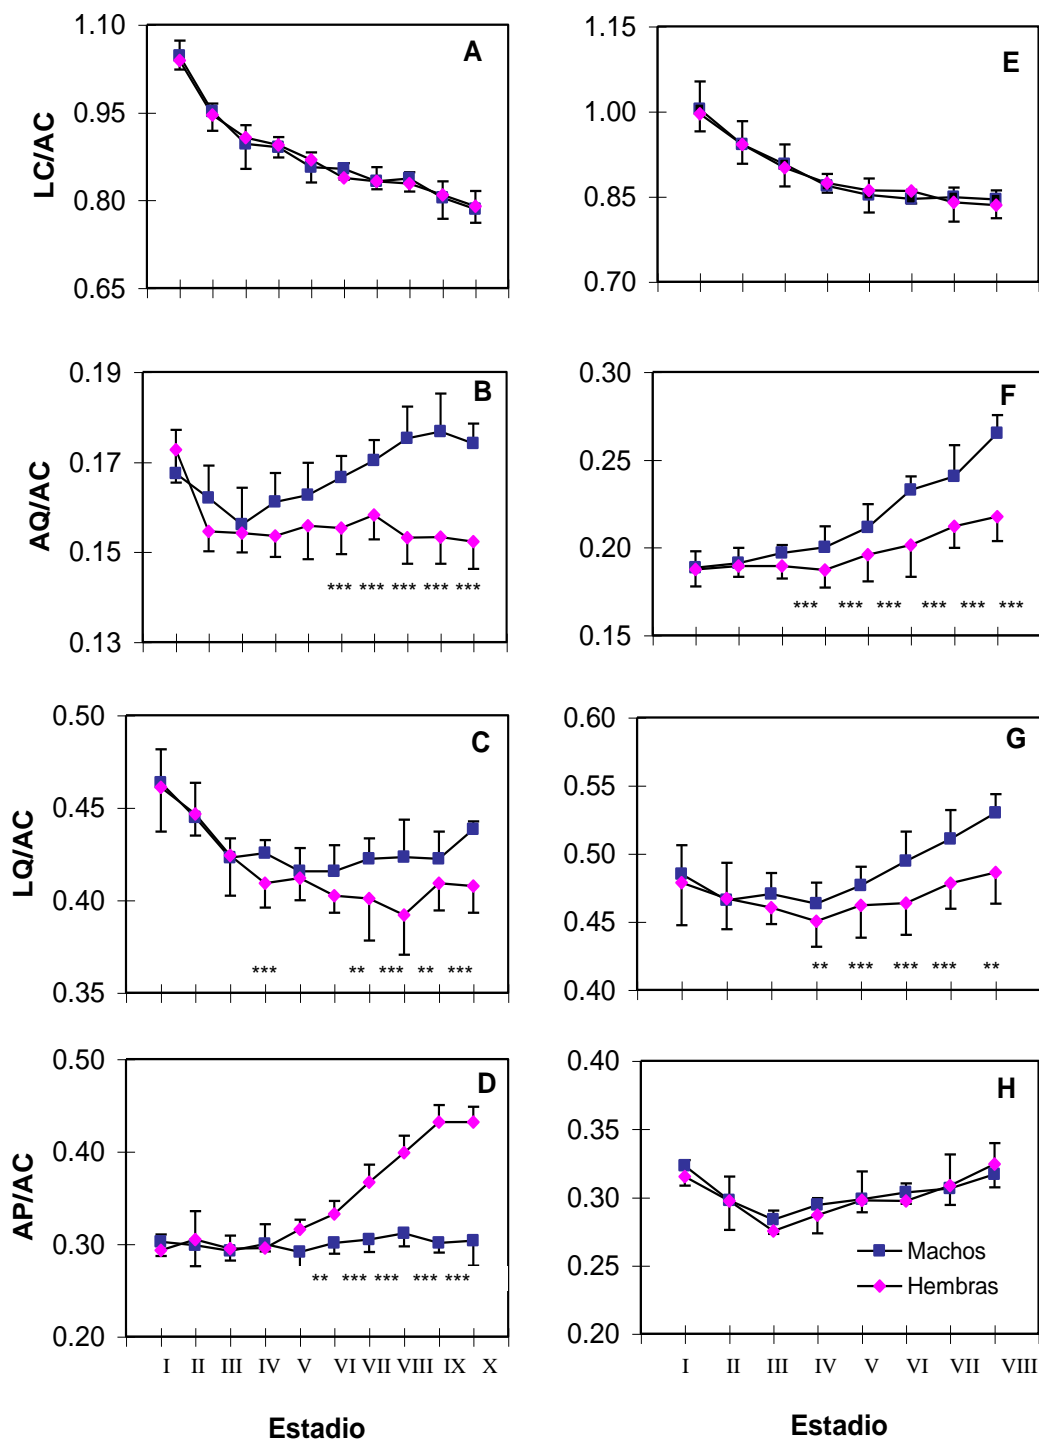 A
LC/AC
1.10
0.95
0.80
0.65
E
1.15
1.00
0.85
0.70
B
AQ/AC
0.19
0.17
0.15
0.13
*** *** *** *** ***
F
0.30
0.25
0.20
0.15
*** *** *** *** *** ***
C
LQ/AC
0.50
0.45
0.40
0.35
*** ** *** ** ***
G
0.60
0.55
0.50
0.45
0.40
** *** *** *** **
D
AP/AC
0.50
0.40
0.30
0.20
** *** *** *** ***
I II III IV V VI VII VIII IX X
Estadio
H
0.40
0.35
0.30
0.25
0.20
Machos
Hembras
I II III IV V VI VII VIII
Estadio